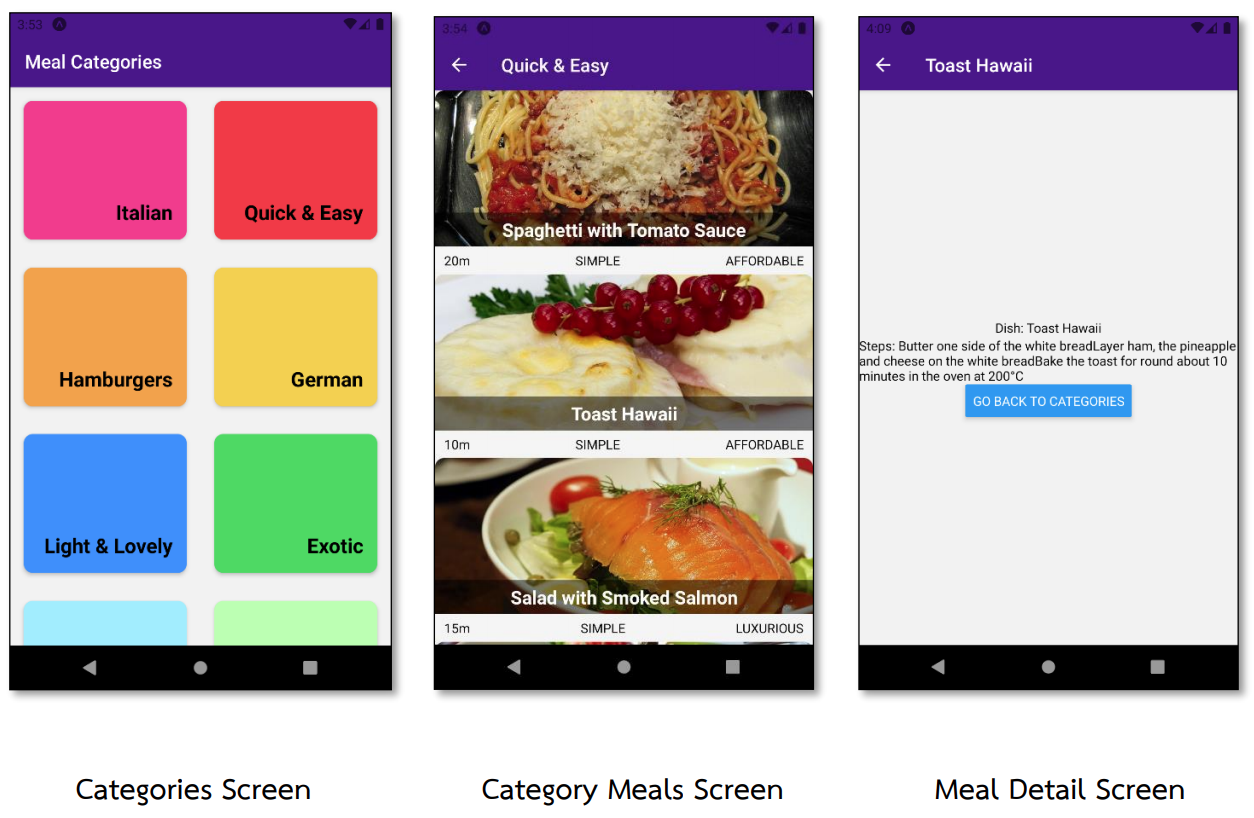 3:53
Meal Categories
Italian
Quick & Easy
Hamburgers
German
Light & Lovely
Exotic
Categories Screen
3:54
Quick & Easy
Spaghetti with Tomato Sauce
20m SIMPLE AFFORDABLE
Toast Hawaii
10m SIMPLE AFFORDABLE
Salad with Smoked Salmon
15m SIMPLE LUXURIOUS
Category Meals Screen
4:09
Toast Hawaii
Dish: Toast Hawaii
Steps: Butter one side of the white breadLayer ham, the pineapple
and cheese on the white breadBake the toast for round about 10
minutes in the oven at 200°C
GO BACK TO CATEGORIES
Meal Detail Screen